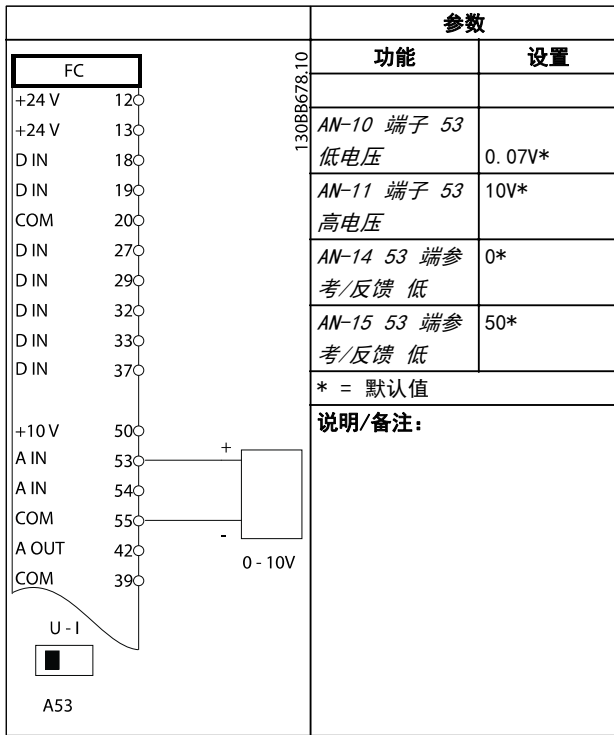 参数
功能 设置
FC
130BB678.10
+24 V 12
+24 V 13
D IN 18
D IN 19
COM 20
D IN 27
D IN 29
D IN 32
D IN 33
D IN 37
+10 V 50
A IN 53
A IN 54
COM 55
A OUT 42
COM 39
+
-
0 - 10V
U - I
A53
AN-10 端子 53
低电压 0.07V*
AN-11 端子 53 10V*
高电压
AN-14 53 端参 0*
考/反馈 低
AN-15 53 端参 50*
考/反馈 低
* = 默认值
说明/备注: